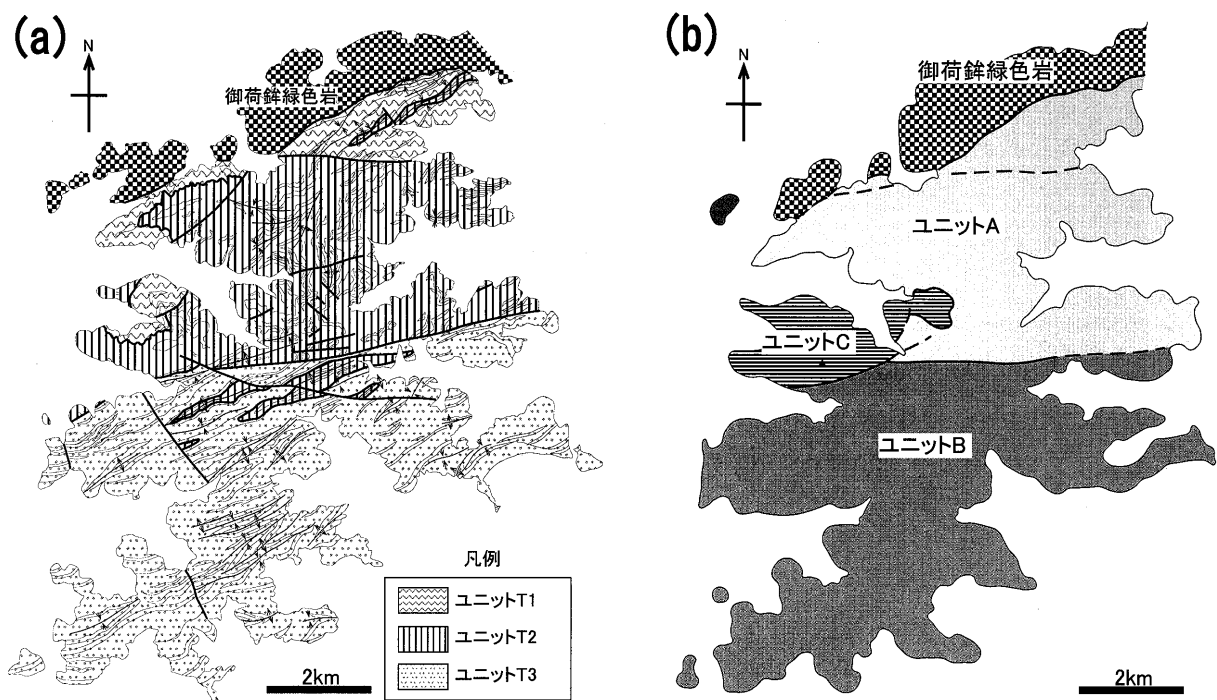 (a)
N
御荷鉾緑色岩
凡例
ユニットT1
ユニットT2
ユニットT3
2km
(b)
N
御荷鉾緑色岩
ユニットA
ユニットC
ユニットB
2km